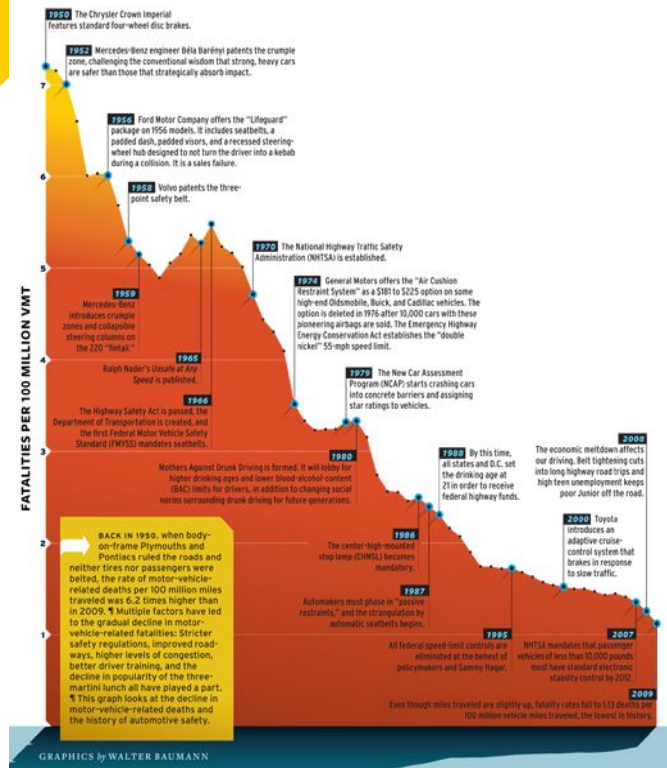 1950 The Chrysler Crown Imperial
features standard four-wheel disc brakes.
1952 Mercedes-Benz engineer Béla Barényi patents the crumple
zone, challenging the conventional wisdom that strong, heavy cars
are safer than those that strategically absorb impact.
7
1956 Ford Motor Company offers the "Lifeguard"
package on 1956 models. It includes seatbelts, a
padded dash, padded visors, and a recessed steering-
wheel hub designed to not turn the driver into a kebab
during a collision. It is a sales failure.
6
1958 Volvo patents the three-
point safety belt.
1970 The National Highway Traffic Safety
Administration (NHTSA) is established.
5
1974 General Motors offers the "Air Cushion
Restraint System" as a $181 to $225 option on some
high-end Oldsmobile, Buick, and Cadillac vehicles. The
option is deleted in 1976 after 10,000 cars with these
pioneering airbags are sold. The Emergency Highway
Energy Conservation Act establishes the "double
nickel" 55-mph speed limit.
1959
Mercedes-Benz
introduces crumple
zones and collapsible
steering columns on
the 220 "fintail."
1965
Ralph Nader's Unsafe at Any
Speed is published.
4
1966
The Highway Safety Act is passed, the
Department of Transportation is created, and
the first Federal Motor Vehicle Safety
Standard (FMVSS) mandates seatbelts.
1979 The New Car Assessment
Program (NCAP) starts crashing cars
into concrete barriers and assigning
star ratings to vehicles.
3
1980
Mothers Against Drunk Driving is formed. It will lobby for
higher drinking ages and lower blood-alcohol-content
(BAC) limits for drivers, in addition to changing social
norms surrounding drunk driving for future generations.
1988 By this time,
all states and D.C. set
the drinking age at
21 in order to receive
federal highway funds.
2008
The economic meltdown affects
our driving. Belt tightening cuts
into long highway road trips and
high teen unemployment keeps
poor Junior off the road.
FATALITIES PER 100 MILLION VMT
2
1986
The center-high-mounted
stop lamp (CHMSL) becomes
mandatory.
2000 Toyota
introduces an
adaptive cruise-
control system that
brakes in response
to slow traffic.
1987
Automakers must phase in "passive
restraints," and the strangulation by
automatic seatbelts begins.
1
1995
All federal speed-limit controls are
eliminated at the behest of
policymakers and Sammy Hagar.
2007
NHTSA mandates that passenger
vehicles of less than 10,000 pounds
must have standard electronic
stability control by 2012.
2009
Even though miles traveled are slightly up, fatality rates fall to 1.13 deaths per
100 million vehicle miles traveled, the lowest in history.
BACK IN 1950, when body-
on-frame Plymouths and
Pontiacs ruled the roads and
neither tires nor passengers were
belted, the rate of motor-vehicle-
related deaths per 100 million miles
traveled was 6.2 times higher than
in 2009. ¶ Multiple factors have led
to the gradual decline in motor-
vehicle-related fatalities: Stricter
safety regulations, improved road-
ways, higher levels of congestion,
better driver training, and the
decline in popularity of the three-
martini lunch all have played a part.
¶ This graph looks at the decline in
motor-vehicle-related deaths and
the history of automotive safety.
GRAPHICS by WALTER BAUMANN